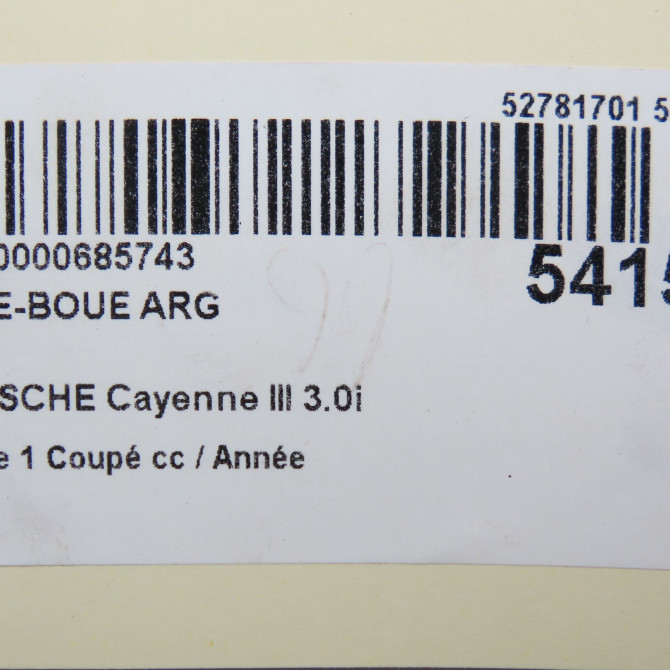 52781701 5
0000685743
5415
E-BOUE ARG
SCHE Cayenne III 3.0i
e 1 Coupé cc / Année